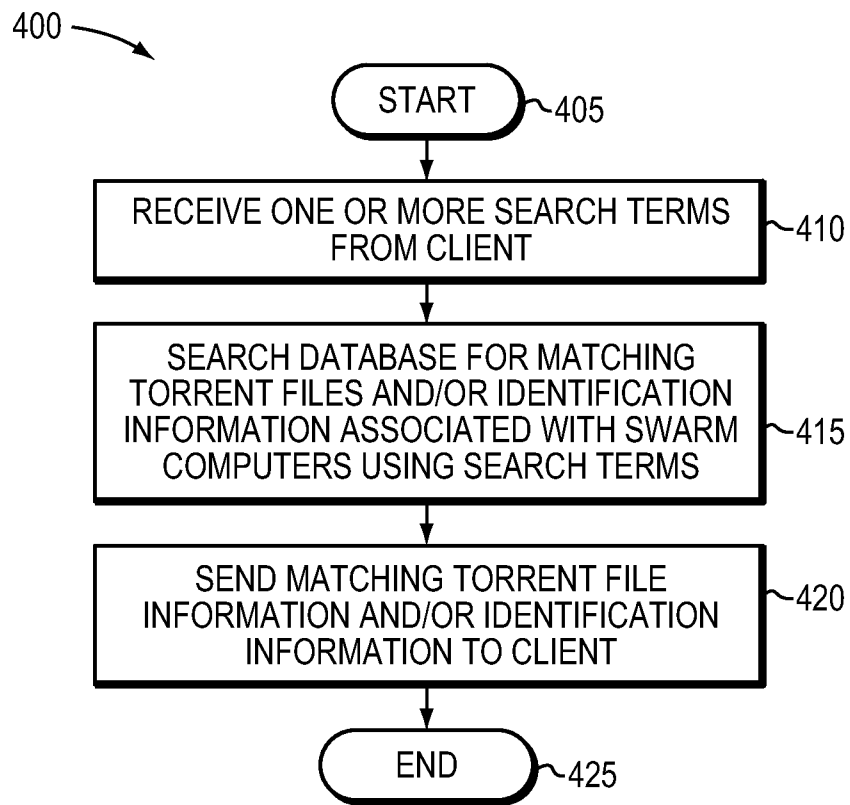 400
START
405
RECEIVE ONE OR MORE SEARCH TERMS
FROM CLIENT
410
SEARCH DATABASE FOR MATCHING
TORRENT FILES AND/OR IDENTIFICATION
INFORMATION ASSOCIATED WITH SWARM
COMPUTERS USING SEARCH TERMS
415
SEND MATCHING TORRENT FILE
INFORMATION AND/OR IDENTIFICATION
INFORMATION TO CLIENT
420
END
425